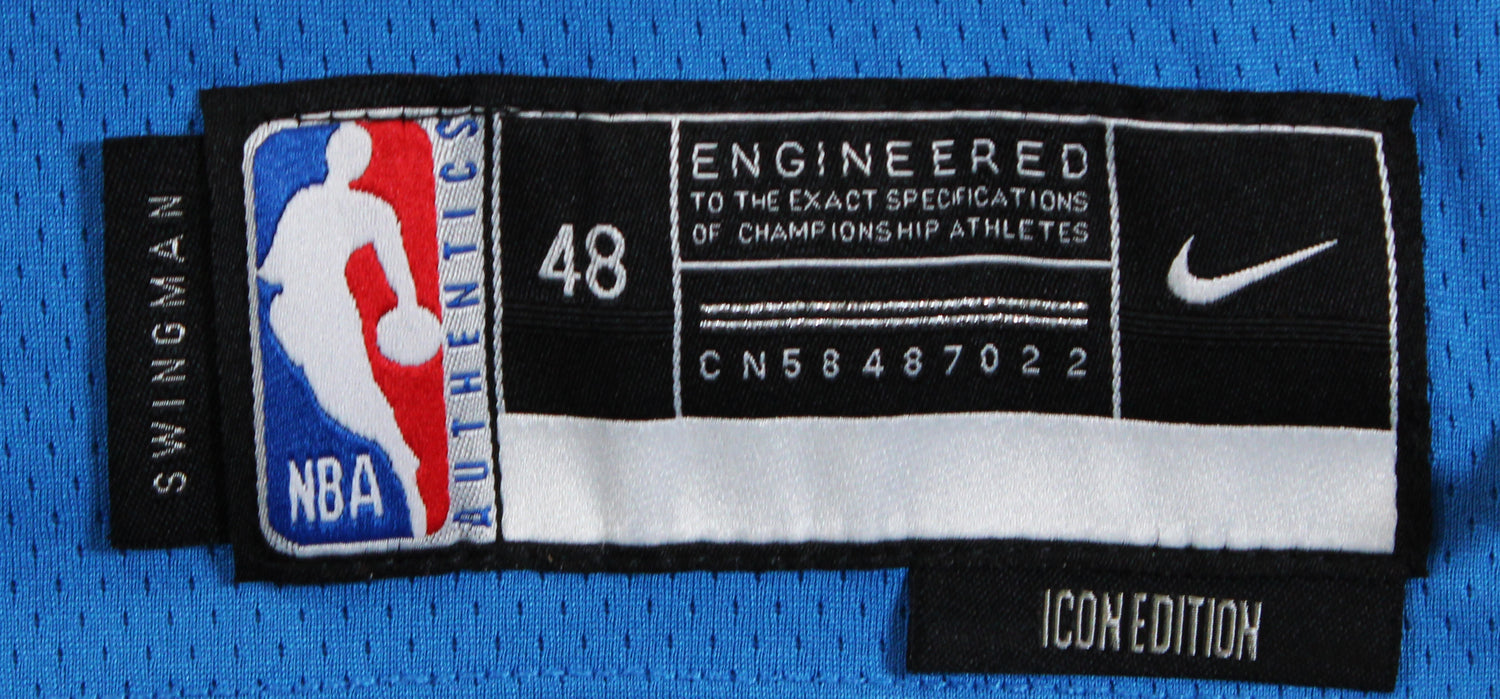 SWINGMAN
NBA
AUTHENTICS
48
ENGINEERED
TO THE EXACT SPECIFICATIONS
OF CHAMPIONSHIP ATHLETES
CN58487022
ICON EDITION